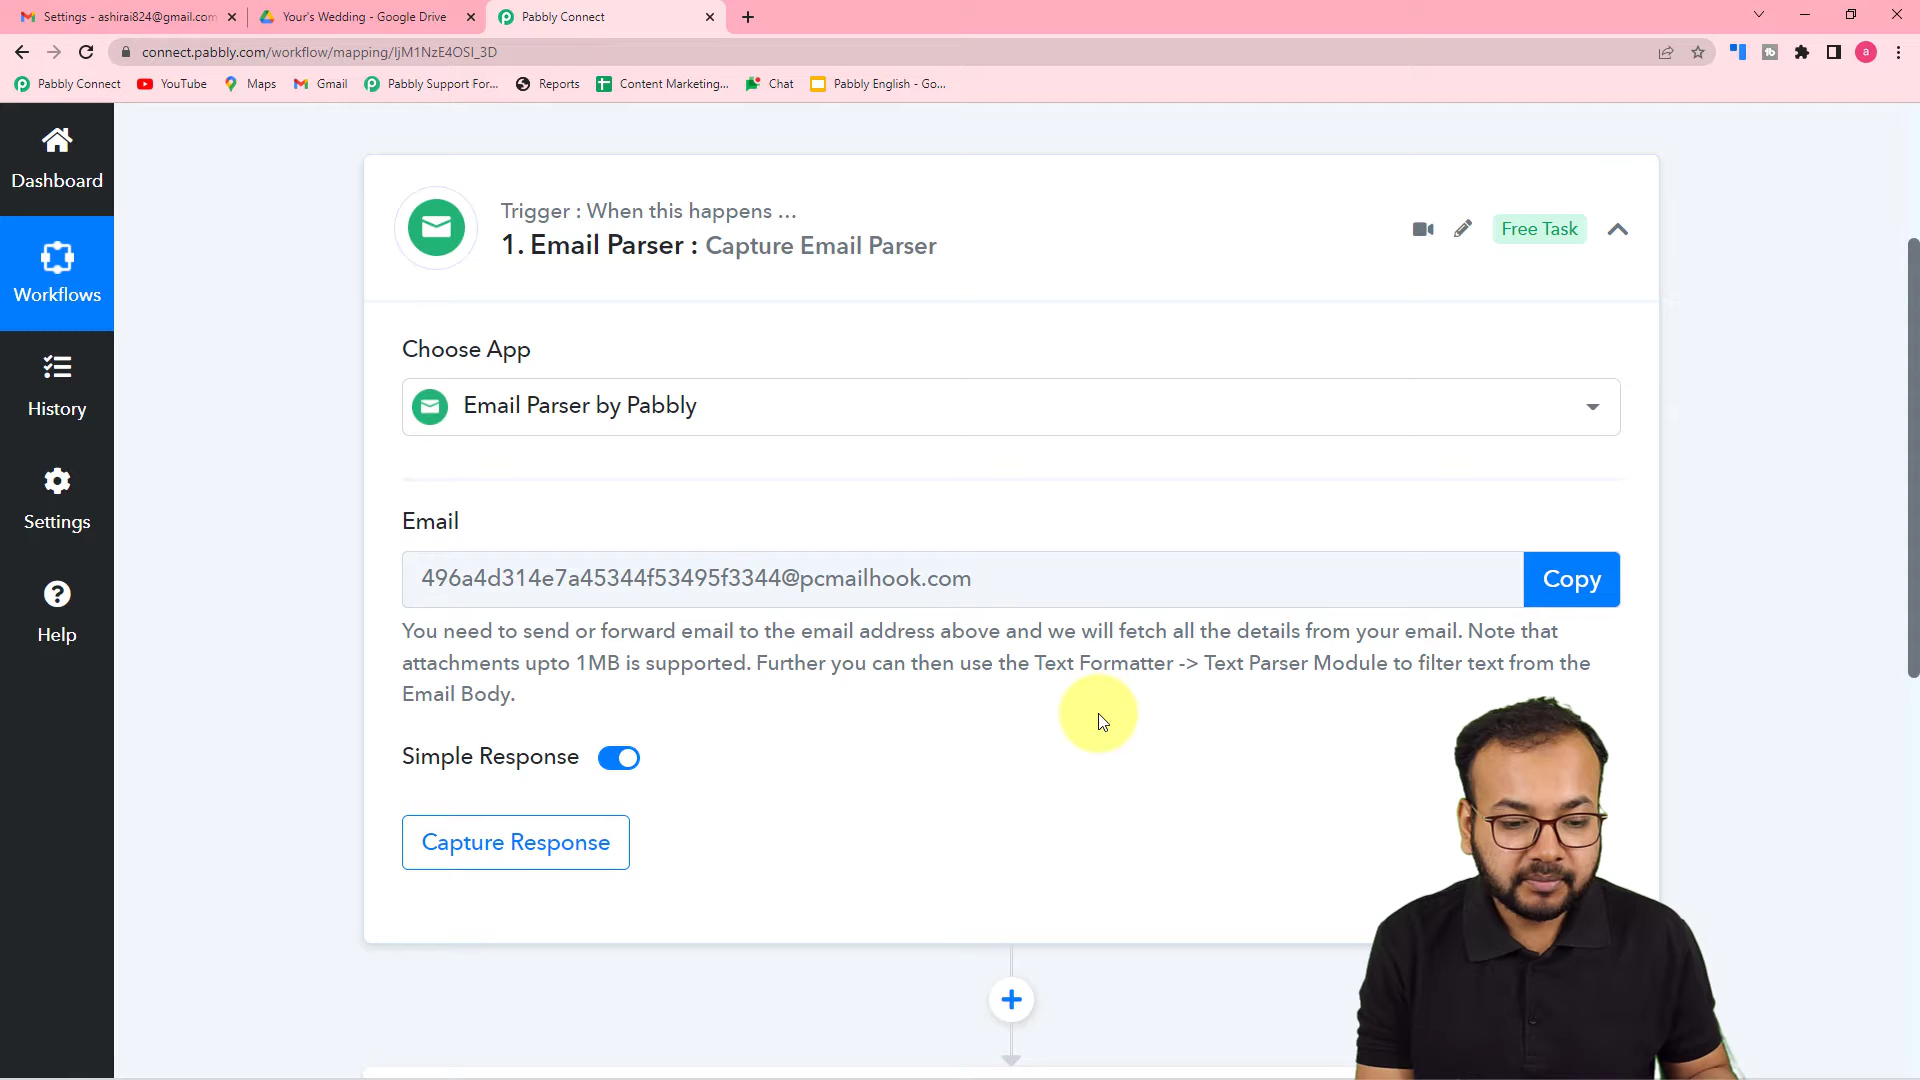 Settings - ashirai824@gmail.com
Your's Wedding - Google Drive
Pabbly Connect
connect.pabbly.com/workflow/mapping/IjM1NzE4OSI_3D
Pabbly Connect
YouTube
Maps
Gmail
Pabbly Support For...
Reports
Content Marketing...
Chat
Pabbly English - Go...
a
Dashboard
Workflows
History
Settings
Help
Trigger : When this happens ...
1. Email Parser : Capture Email Parser
Free Task
Choose App
Email Parser by Pabbly
Email
496a4d314e7a45344f53495f3344@pcmailhook.com
Copy
You need to send or forward email to the email address above and we will fetch all the details from your email. Note that
attachments upto 1MB is supported. Further you can then use the Text Formatter -> Text Parser Module to filter text from the
Email Body.
Simple Response
Capture Response